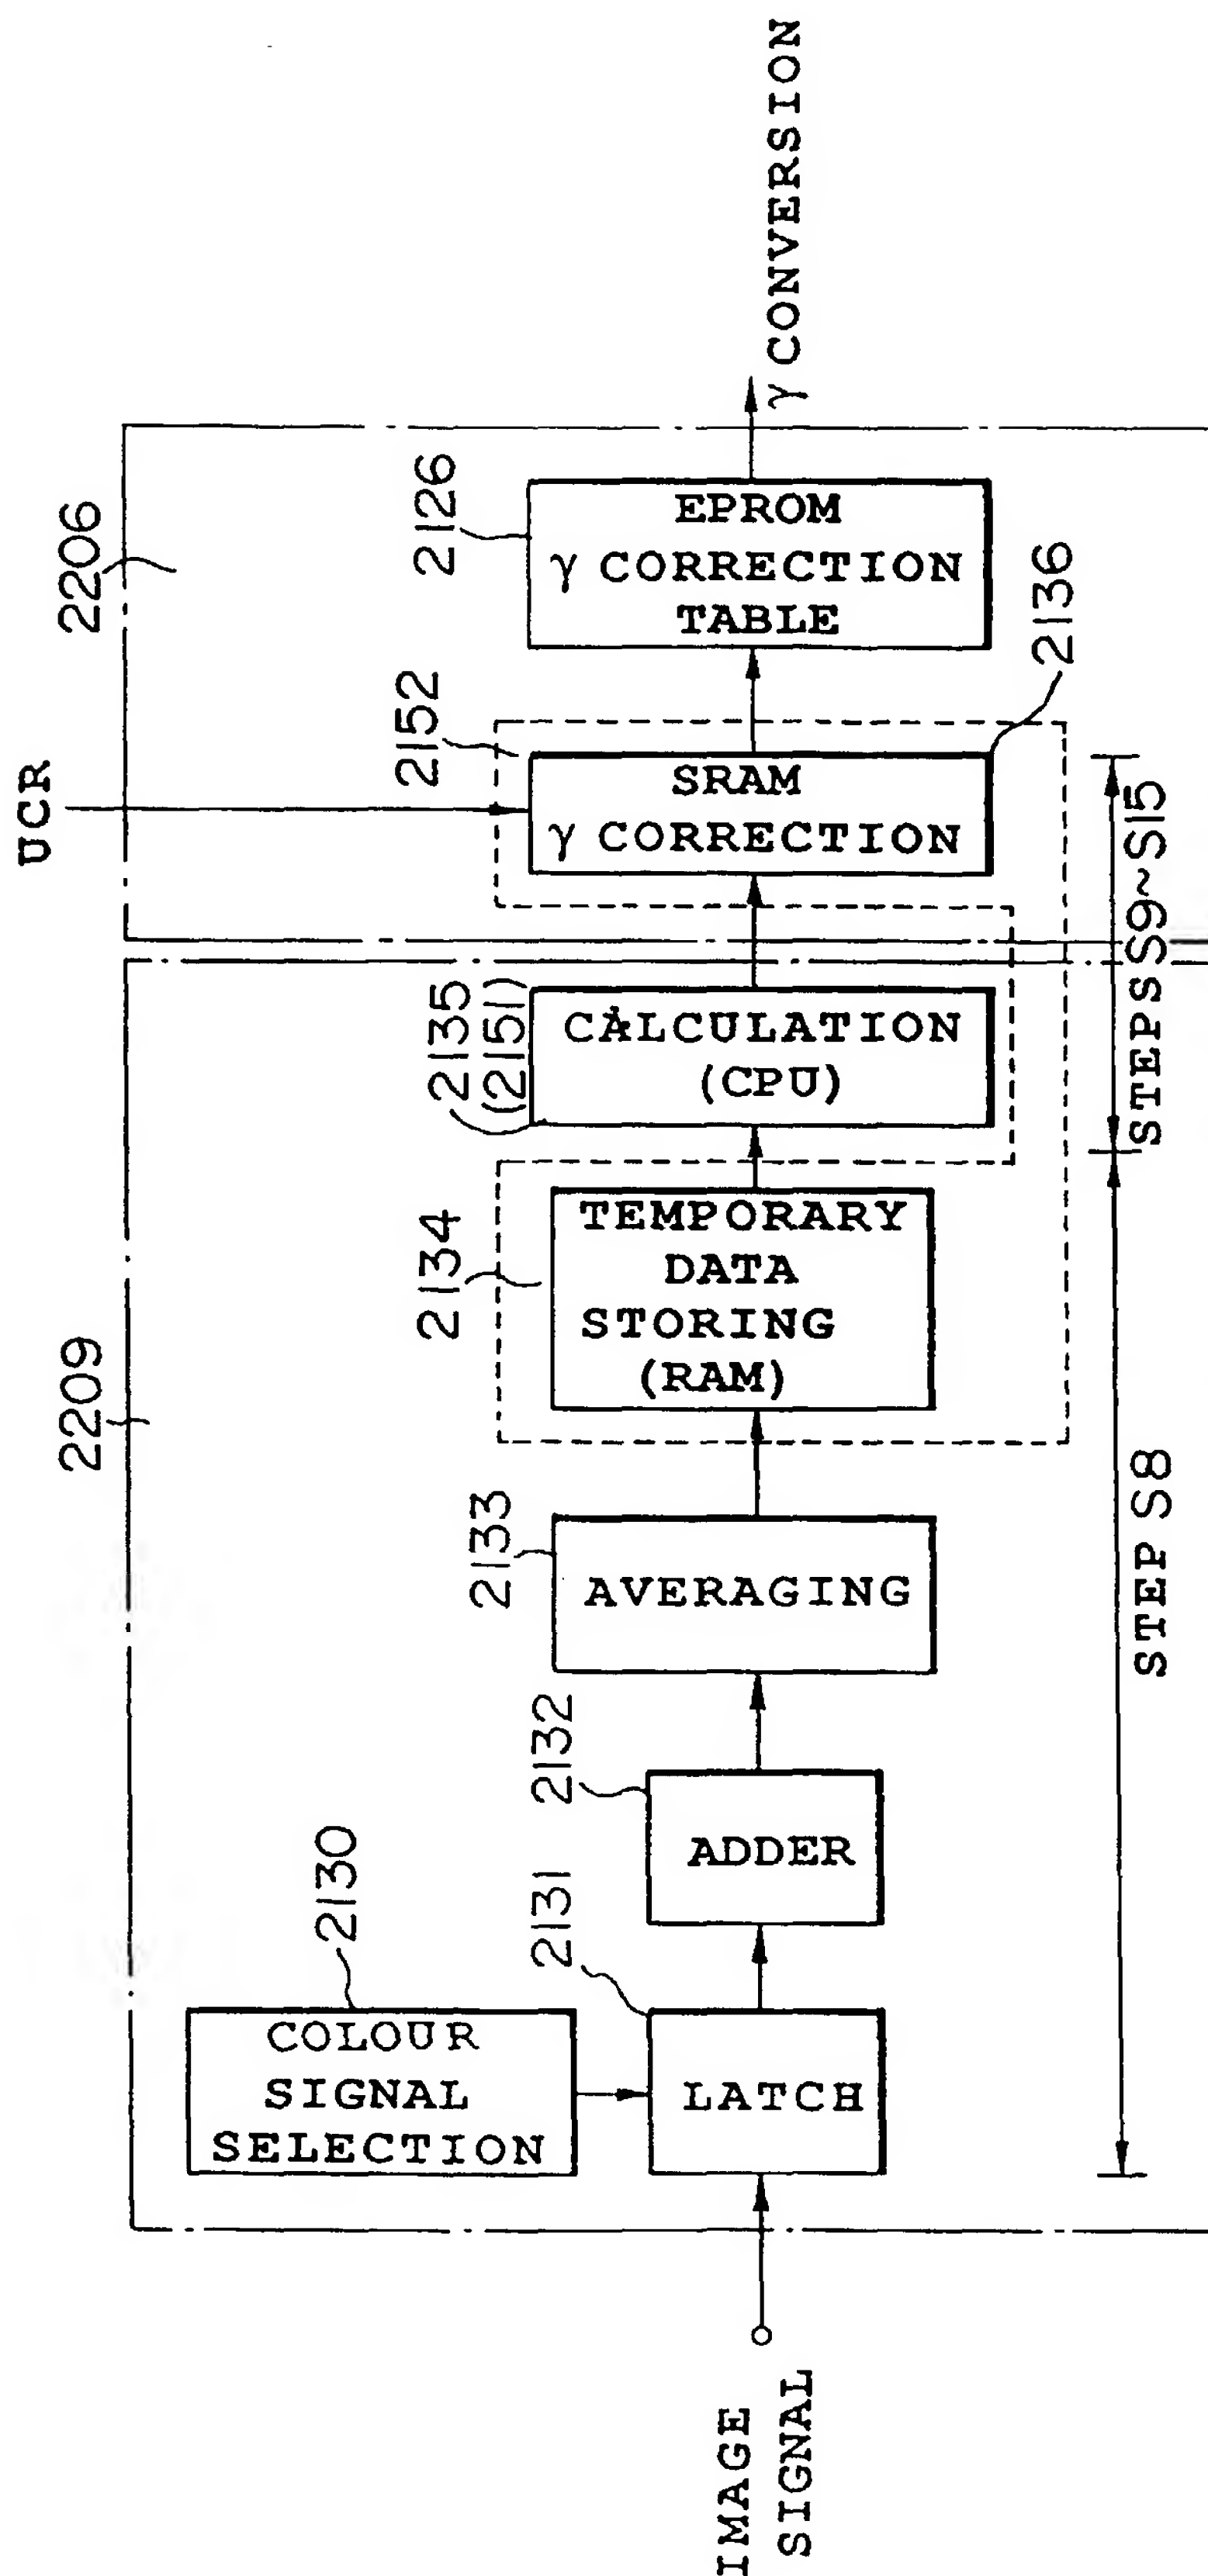 UCR
2206
2209
2130
COLOUR
SIGNAL
SELECTION
IMAGE
SIGNAL
2131
LATCH
2132
ADDER
2133
AVERAGING
2134
TEMPORARY
DATA
STORING
(RAM)
2135
(2151)
CALCULATION
(CPU)
2152
SRAM
γ CORRECTION
2136
2126
EPROM
γ CORRECTION
TABLE
γ CONVERSION
STEP S8
STEPS S9~S15